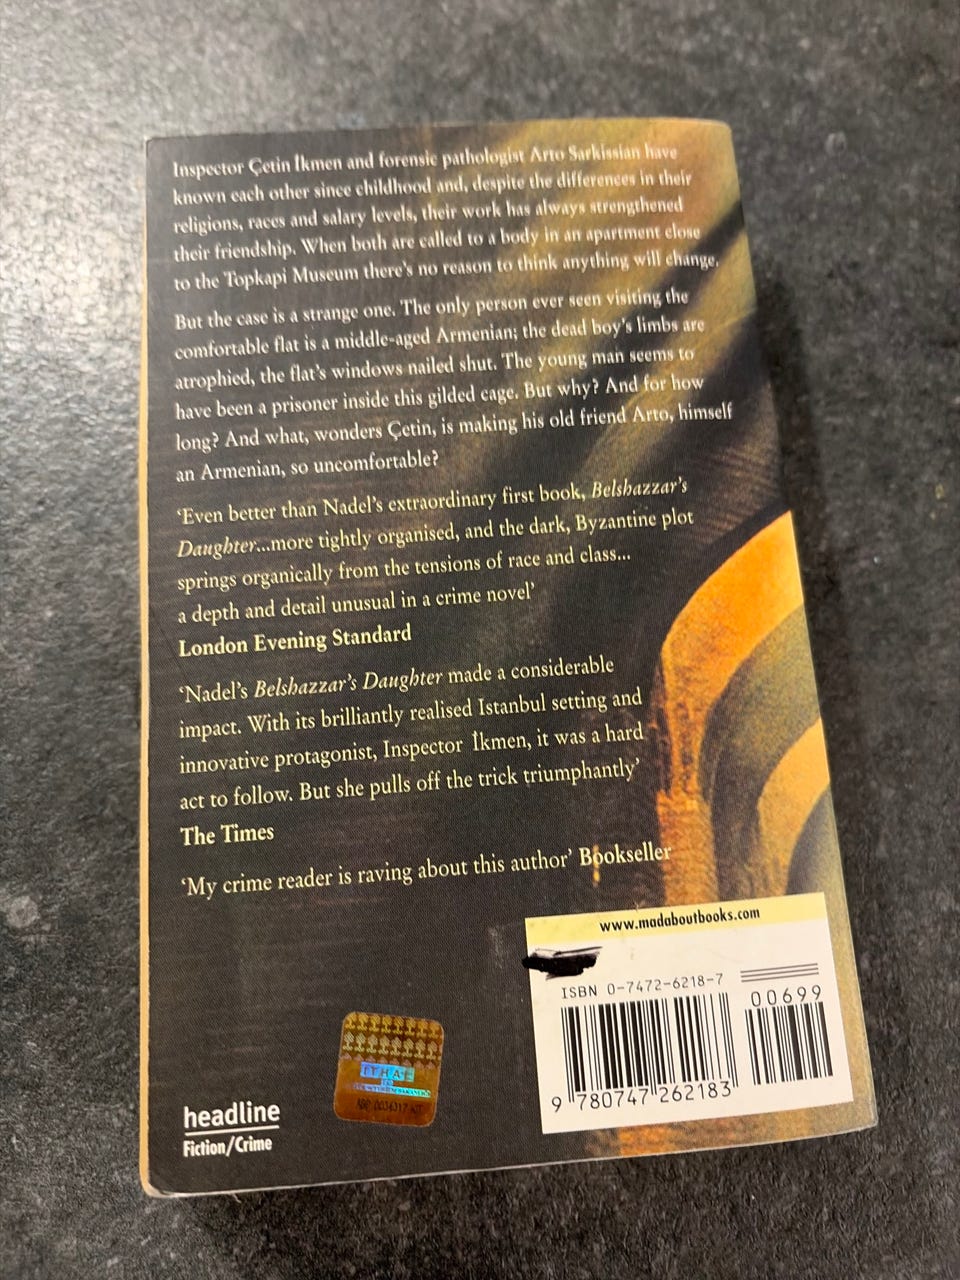 Inspector Çetin İkmen and forensic pathologist Arto Sarkissian have
known each other since childhood and, despite the differences in their
religions, races and salary levels, their work has always strengthened
their friendship. When both are called to a body in an apartment close
to the Topkapi Museum there's no reason to think anything will change.
But the case is a strange one. The only person ever seen visiting the
comfortable flat is a middle-aged Armenian; the dead boy's limbs are
atrophied, the flat's windows nailed shut. The young man seems to
have been a prisoner inside this gilded cage. But why? And for how
long? And what, wonders Çetin, is making his old friend Arto, himself
an Armenian, so uncomfortable?
'Even better than Nadel's extraordinary first book, Belshazzar's
Daughter...more tightly organised, and the dark, Byzantine plot
springs organically from the tensions of race and class...
a depth and detail unusual in a crime novel'
London Evening Standard
'Nadel's Belshazzar's Daughter made a considerable
impact. With its brilliantly realised Istanbul setting and
innovative protagonist, Inspector İkmen, it was a hard
act to follow. But she pulls off the trick triumphantly'
The Times
'My crime reader is raving about this author' Bookseller
www.madaboutbooks.com
ISBN 0-7472-6218-7
00699
9 780747 262183
headline
Fiction/Crime